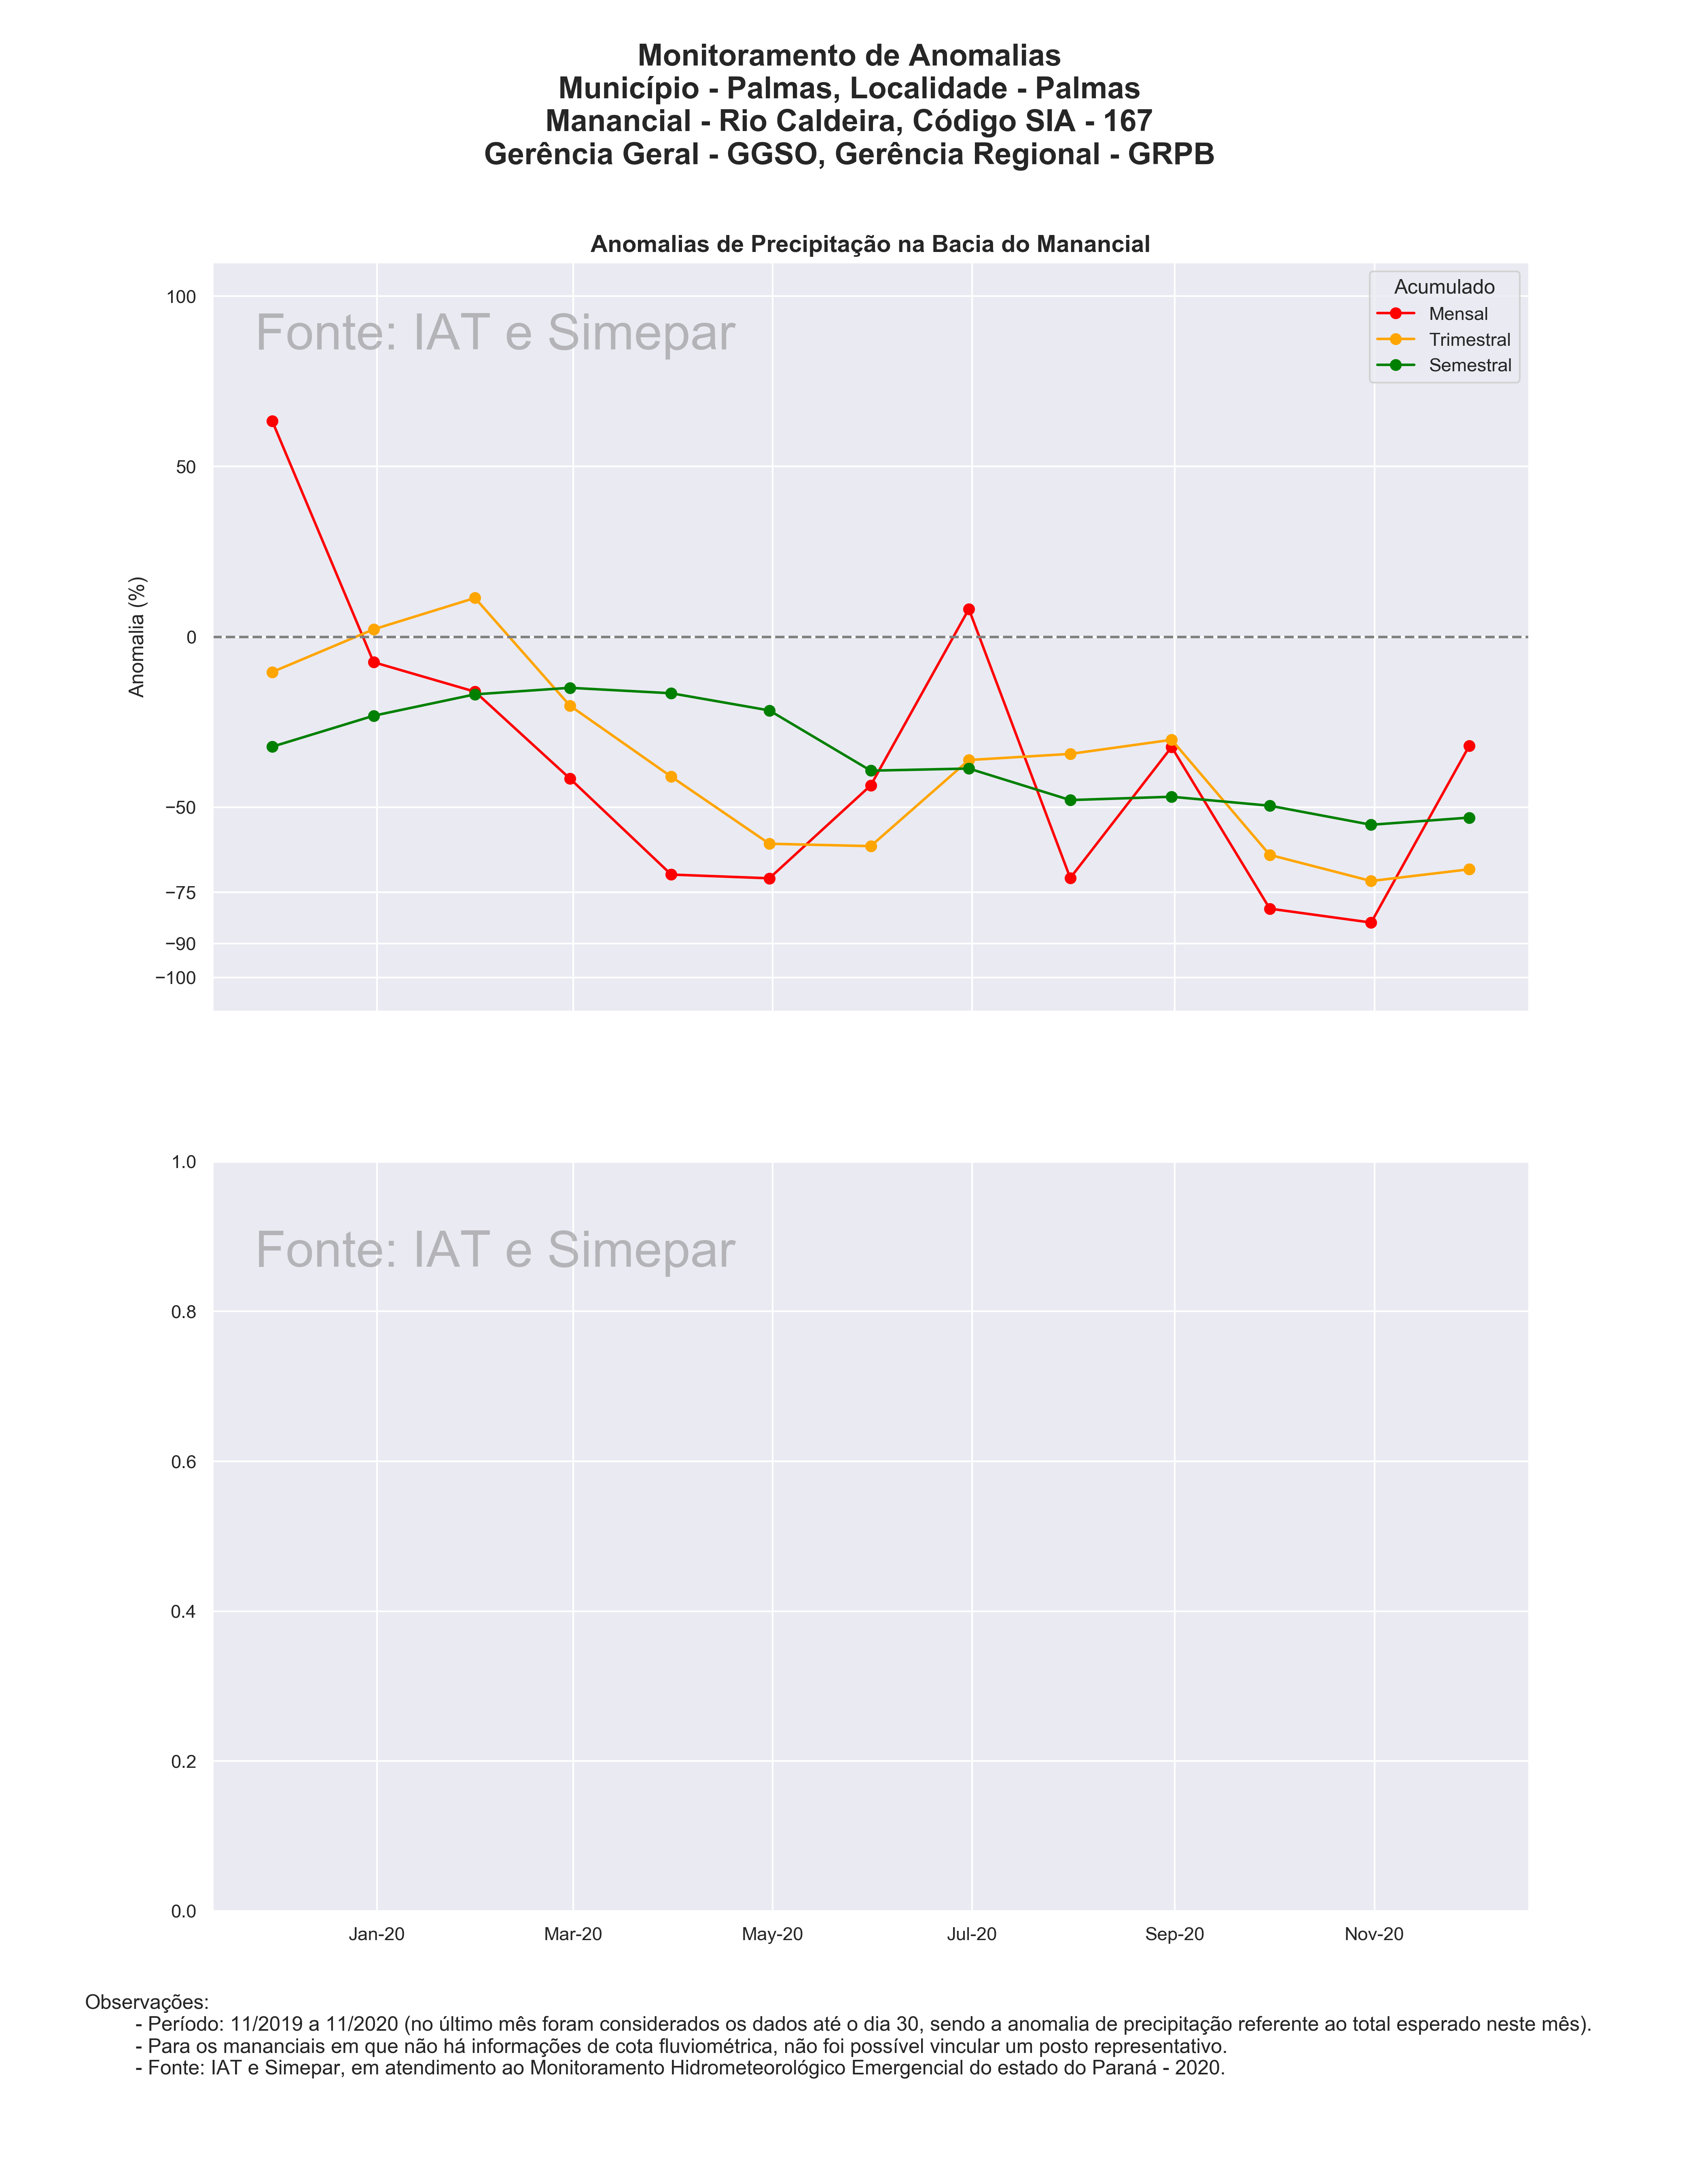 Monitoramento de Anomalias
Município - Palmas, Localidade - Palmas
Manancial - Rio Caldeira, Código SIA - 167
Gerência Geral - GGSO, Gerência Regional - GRPB
Anomalias de Precipitação na Bacia do Manancial
Fonte: IAT e Simepar
Acumulado
Mensal
Trimestral
Semestral
Anomalia (%)
100
50
0
−50
−75
−90
−100
Fonte: IAT e Simepar
1.0
0.8
0.6
0.4
0.2
0.0
Jan-20 Mar-20 May-20 Jul-20 Sep-20 Nov-20
Observações:
- Período: 11/2019 a 11/2020 (no último mês foram considerados os dados até o dia 30, sendo a anomalia de precipitação referente ao total esperado neste mês).
- Para os mananciais em que não há informações de cota fluviométrica, não foi possível vincular um posto representativo.
- Fonte: IAT e Simepar, em atendimento ao Monitoramento Hidrometeorológico Emergencial do estado do Paraná - 2020.